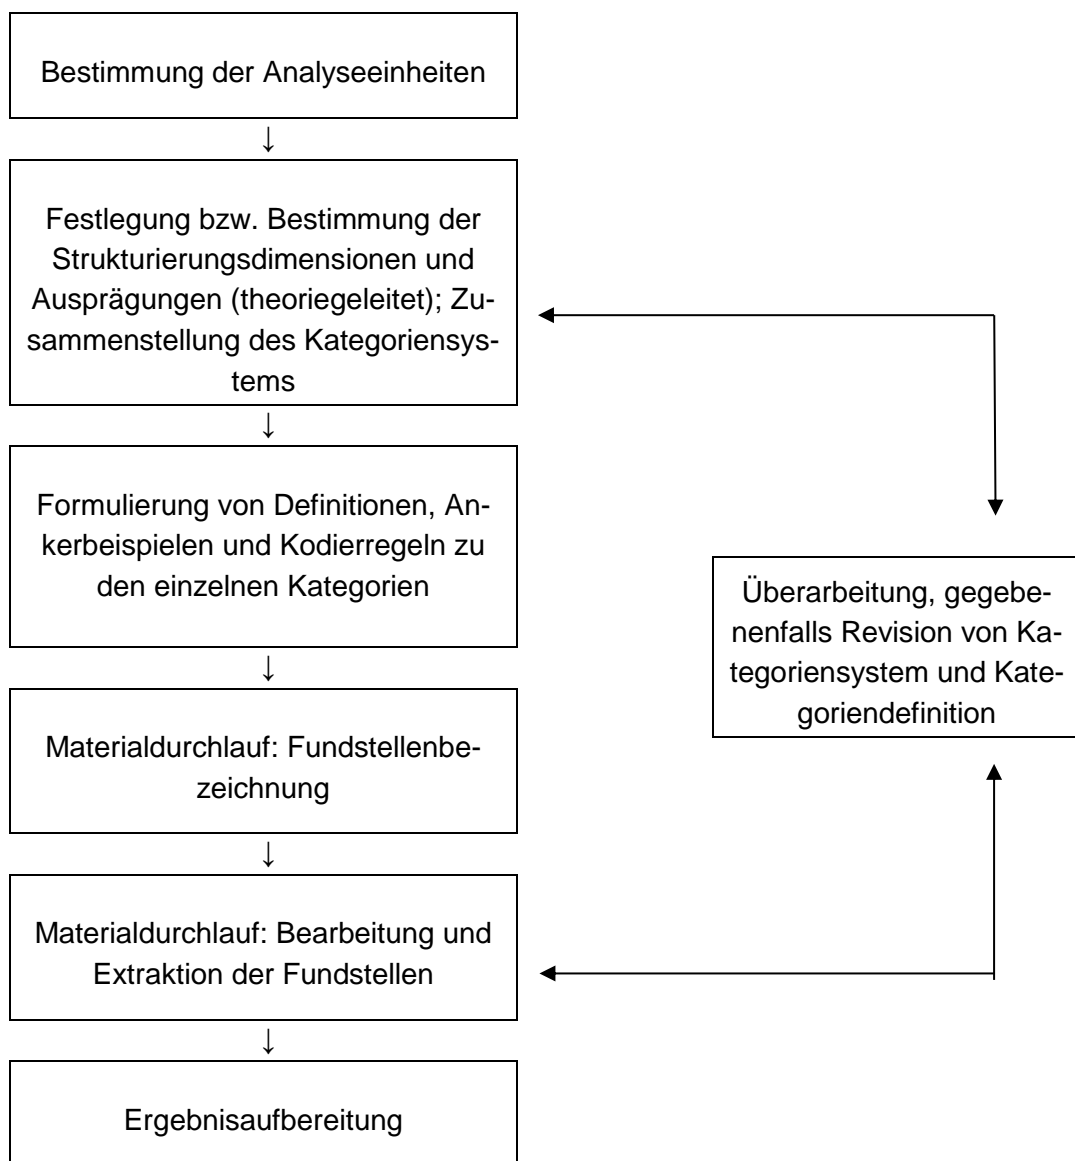 Bestimmung der Analyseeinheiten
↓
Festlegung bzw. Bestimmung der
Strukturierungsdimensionen und
Ausprägungen (theoriegeleitet); Zu-
sammenstellung des Kategoriensys-
tems
↓
Formulierung von Definitionen, An-
kerbeispielen und Kodierregeln zu
den einzelnen Kategorien
↓
Materialdurchlauf: Fundstellenbe-
zeichnung
↓
Materialdurchlauf: Bearbeitung und
Extraktion der Fundstellen
↓
Ergebnisaufbereitung
Überarbeitung, gegebe-
nenfalls Revision von Ka-
tegoriensystem und Kate-
goriendefinition